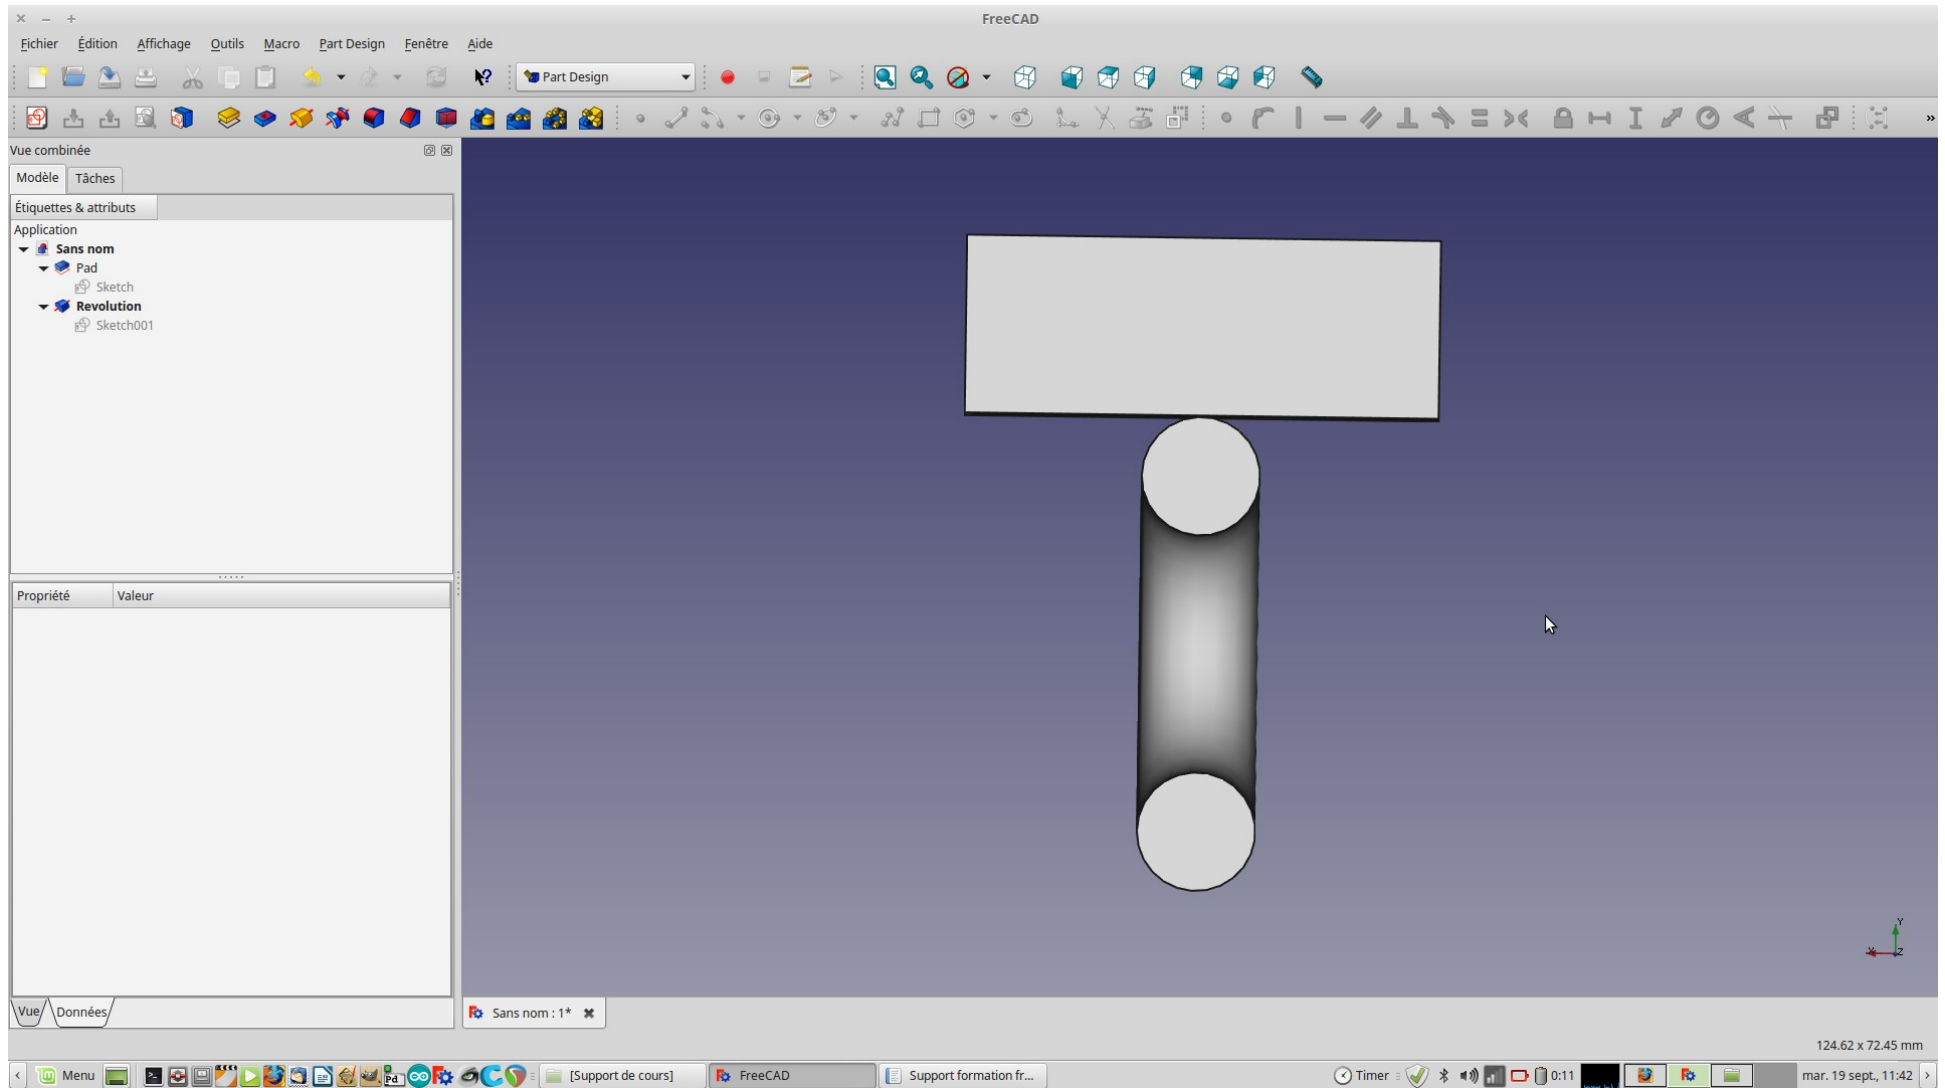 FreeCAD
Fichier Édition Affichage Outils Macro Part Design Fenêtre Aide
Part Design
Vue combinée
Modèle Tâches
Étiquettes & attributs
Application
Sans nom
Pad
Sketch
Revolution
Sketch001
Propriété Valeur
Y
X Z
Vue Données
Sans nom : 1*
124.62 x 72.45 mm
Menu Pd [Support de cours] FreeCAD Support formation fr... Timer 0:11 mar. 19 sept., 11:42